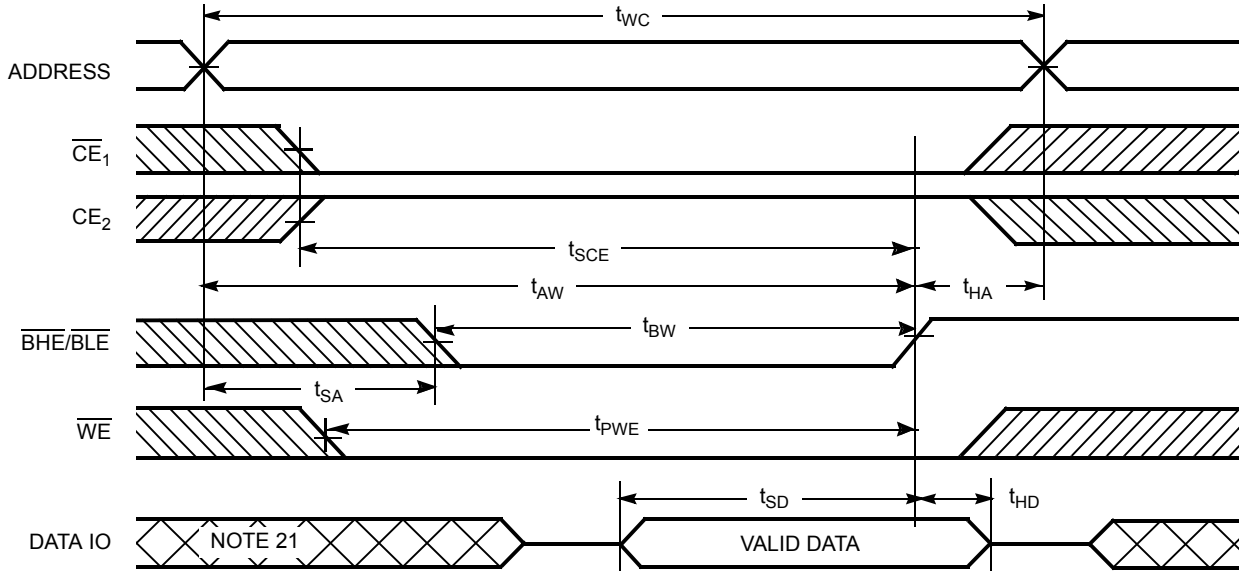 tWC
ADDRESS
CE1
CE2
tSCE
tAW
tHA
BHE/BLE
tBW
tSA
WE
tPWE
tSD
tHD
DATA IO
NOTE 21
VALID DATA